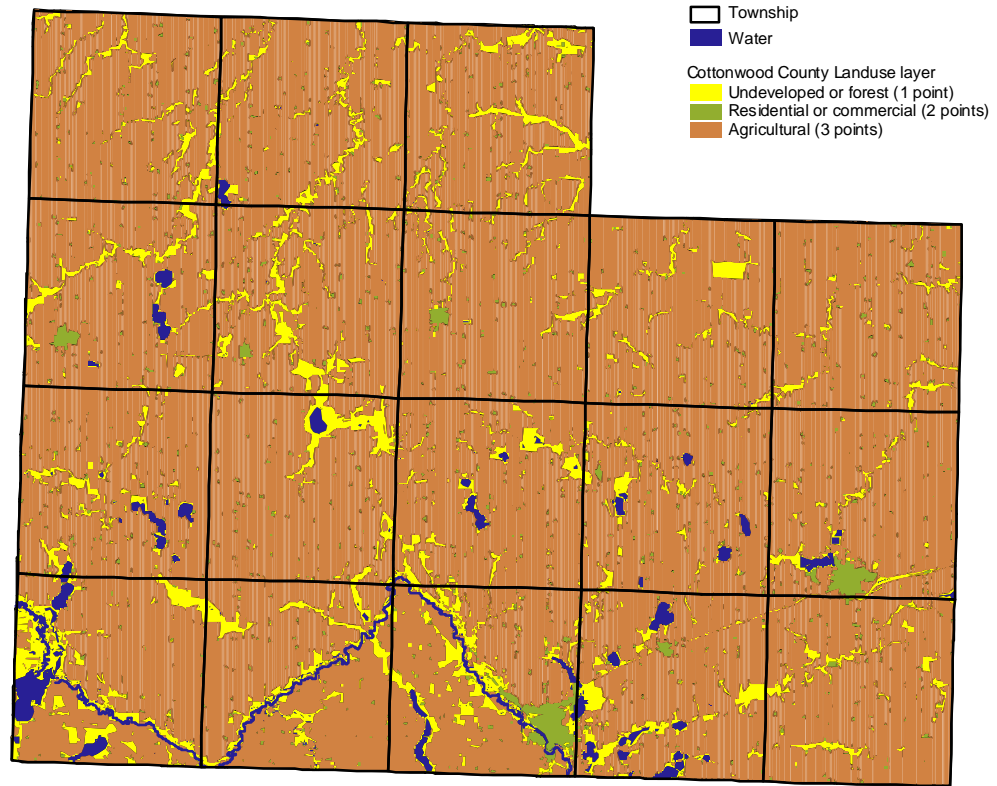 Township
Water
Cottonwood County Landuse layer
Undeveloped or forest (1 point)
Residential or commercial (2 points)
Agricultural (3 points)